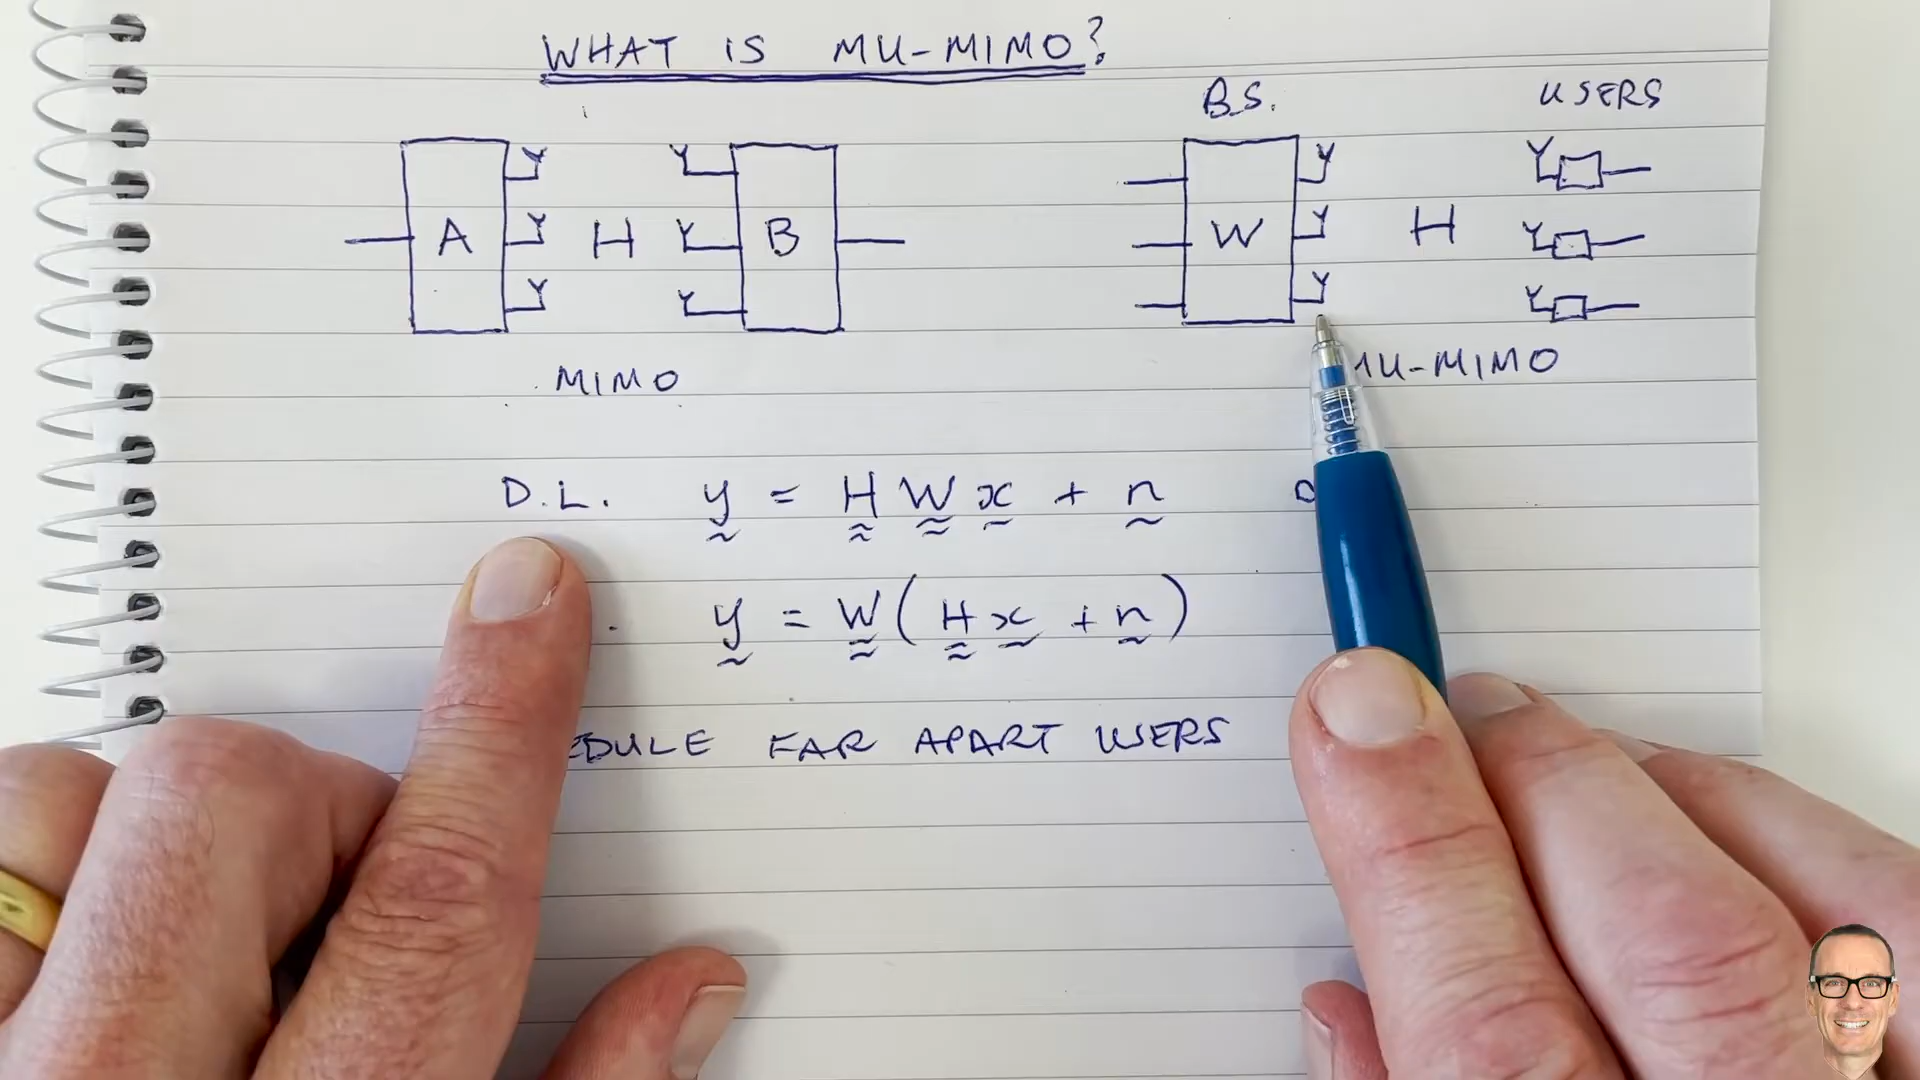 WHAT IS MU-MIMO?
B.S. USERS
A H B W H
MIMO MU-MIMO
D.L. y = H W x + n
y = W ( H x + n )
FAR APART USERS